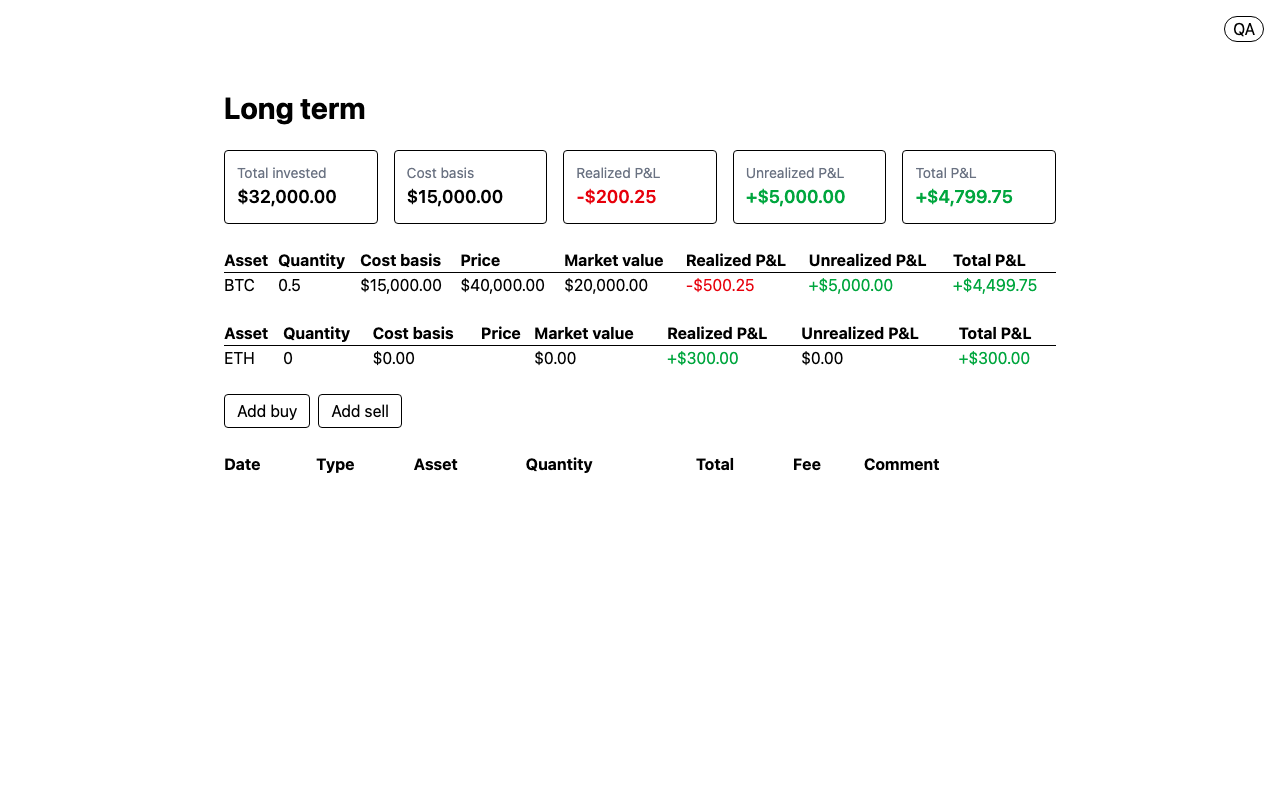 QA
Long term
Total invested Cost basis Realized P&L Unrealized P&L Total P&L
$32,000.00 $15,000.00 -$200.25 +$5,000.00 +$4,799.75
Asset Quantity Cost basis Price Market value Realized P&L Unrealized P&L Total P&L
BTC 0.5 $15,000.00 $40,000.00 $20,000.00 -$500.25 +$5,000.00 +$4,499.75
Asset Quantity Cost basis Price Market value Realized P&L Unrealized P&L Total P&L
ETH 0 $0.00 $0.00 +$300.00 $0.00 +$300.00
Add buy Add sell
Date Type Asset Quantity Total Fee Comment